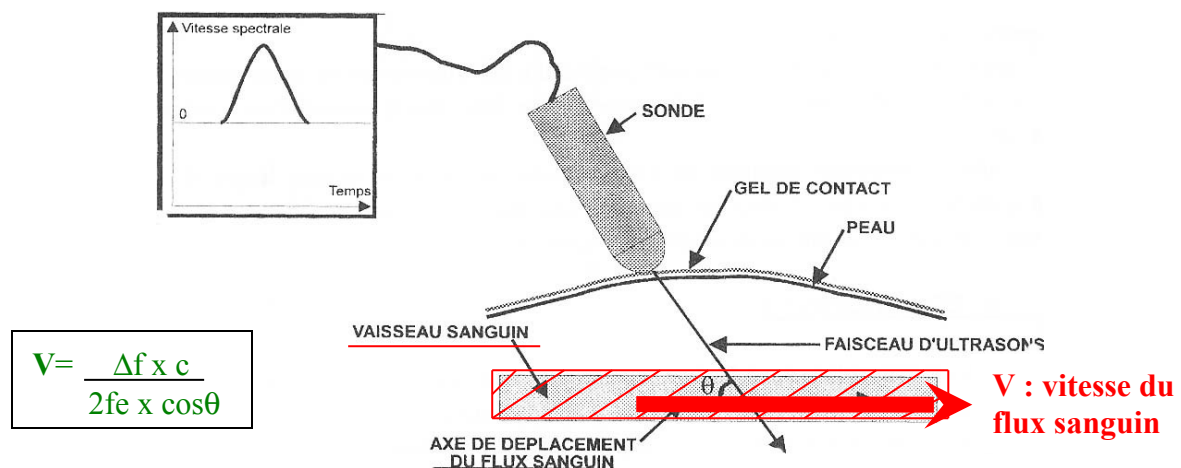 Vitesse spectrale
0
Temps
SONDE
GEL DE CONTACT
PEAU
VAISSEAU SANGUIN
FAISCEAU D'ULTRASONS
V= Δf x c
2fe x cosθ
θ
V : vitesse du
flux sanguin
AXE DE DEPLACEMENT
DU FLUX SANGUIN